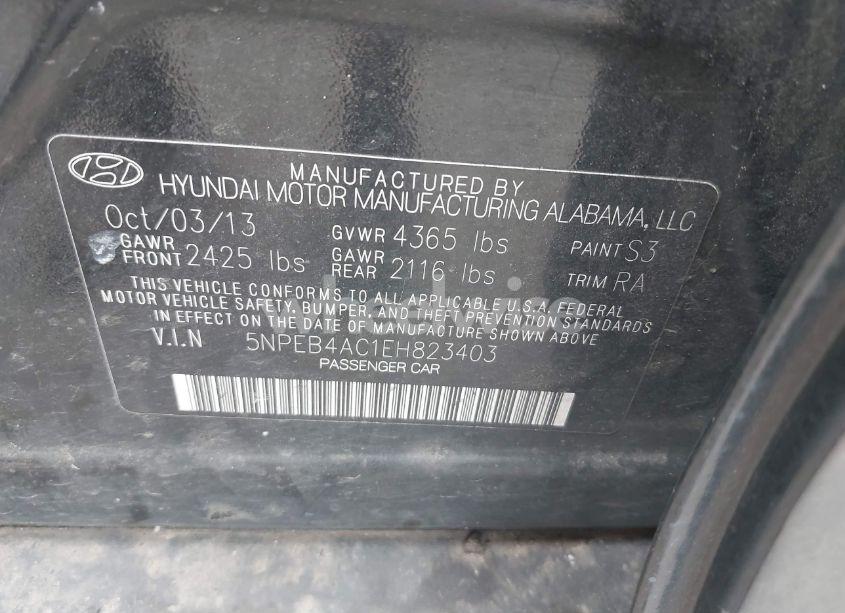 MANUFACTURED BY
HYUNDAI MOTOR MANUFACTURING ALABAMA, LLC
Oct/03/13 GVWR 4365 lbs PAINT S3
GAWR FRONT 2425 lbs GAWR REAR 2116 lbs TRIM RA
THIS VEHICLE CONFORMS TO ALL APPLICABLE U.S.A. FEDERAL
MOTOR VEHICLE SAFETY, BUMPER, AND THEFT PREVENTION STANDARDS
IN EFFECT ON THE DATE OF MANUFACTURE SHOWN ABOVE
V.I.N 5NPEB4AC1EH823403
PASSENGER CAR